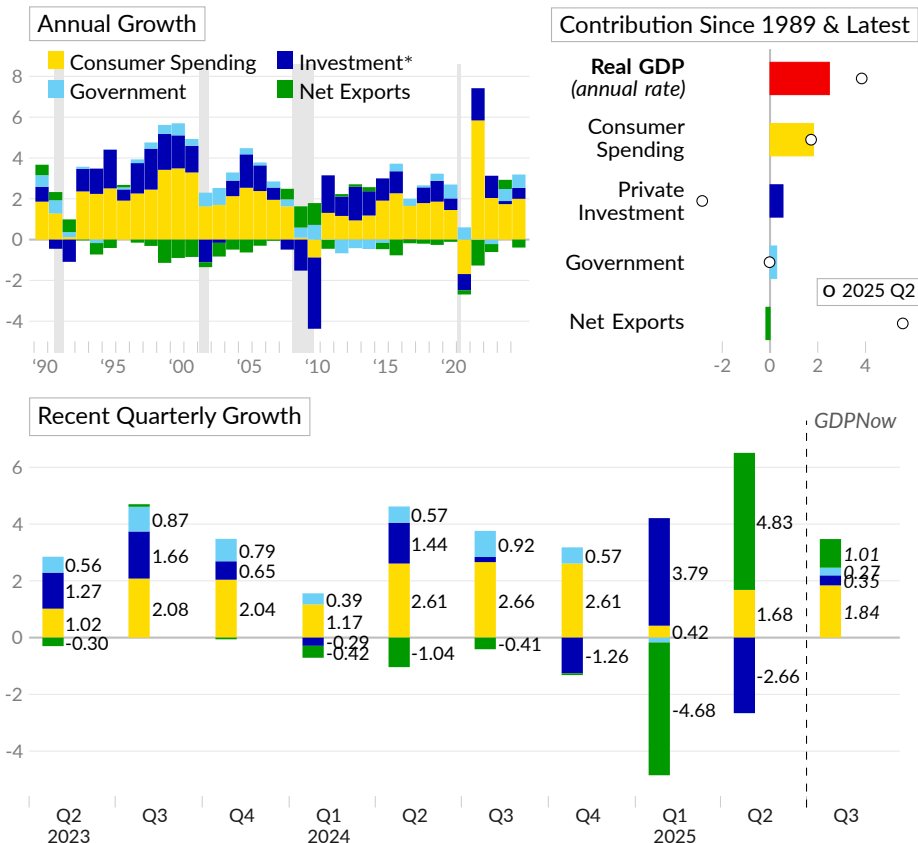 Annual Growth
Consumer Spending
Investment*
Government
Net Exports
8
6
4
2
0
-2
-4
'90
'95
'00
'05
'10
'15
'20
Contribution Since 1989 & Latest
Real GDP
(annual rate)
Consumer
Spending
Private
Investment
Government
o 2025 Q2
Net Exports
-2
0
2
4
Recent Quarterly Growth
GDPNow
6
4
2
0
-2
-4
0.56
1.27
1.02
-0.30
0.87
1.66
2.08
0.79
0.65
2.04
0.39
1.17
-0.29
-0.42
0.57
1.44
2.61
-1.04
0.92
2.66
-0.41
0.57
2.61
-1.26
3.79
0.42
-4.68
4.83
1.68
-2.66
1.01
0.27
0.35
1.84
Q2
2023
Q3
Q4
Q1
2024
Q2
Q3
Q4
Q1
2025
Q2
Q3